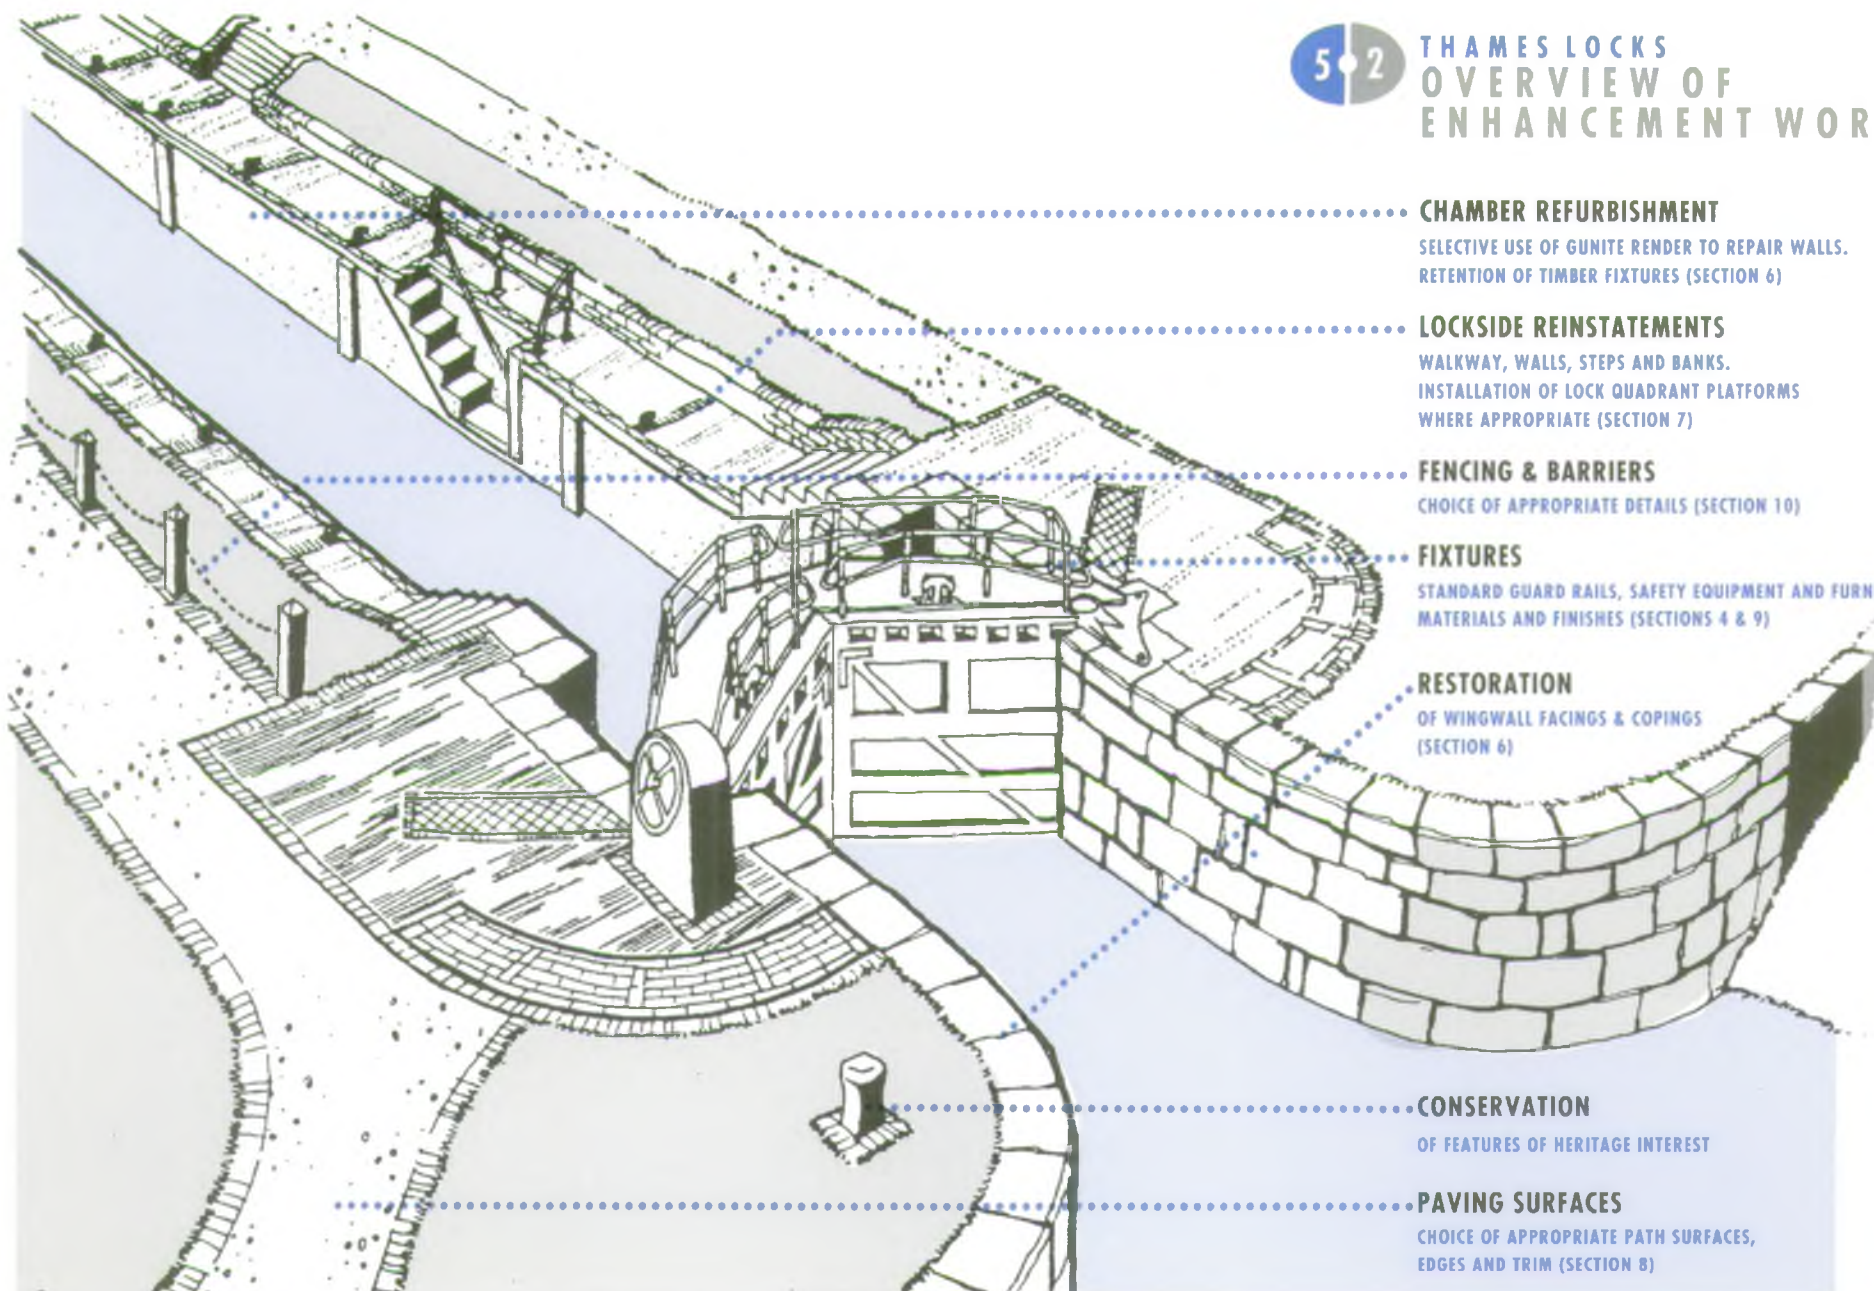 5 2
THAMES LOCKS
OVERVIEW OF
ENHANCEMENT WOR
CHAMBER REFURBISHMENT
SELECTIVE USE OF GUNITE RENDER TO REPAIR WALLS.
RETENTION OF TIMBER FIXTURES (SECTION 6)
LOCKSIDE REINSTATEMENTS
WALKWAY, WALLS, STEPS AND BANKS.
INSTALLATION OF LOCK QUADRANT PLATFORMS
WHERE APPROPRIATE (SECTION 7)
FENCING & BARRIERS
CHOICE OF APPROPRIATE DETAILS (SECTION 10)
FIXTURES
STANDARD GUARD RAILS, SAFETY EQUIPMENT AND FURN
MATERIALS AND FINISHES (SECTIONS 4 & 9)
RESTORATION
OF WINGWALL FACINGS & COPINGS
(SECTION 6)
CONSERVATION
OF FEATURES OF HERITAGE INTEREST
PAVING SURFACES
CHOICE OF APPROPRIATE PATH SURFACES,
EDGES AND TRIM (SECTION 8)